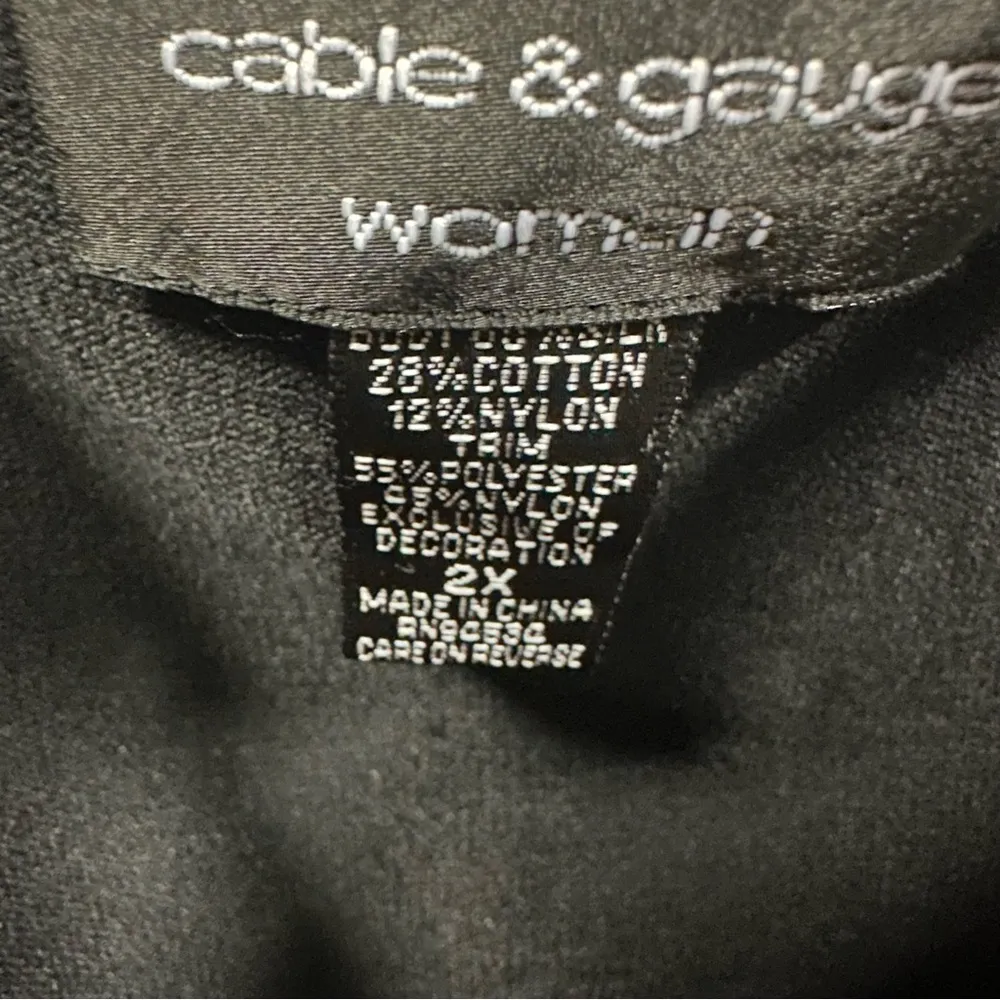 cable & gauge
woman
28%COTTON
12%NYLON
TRIM
55%POLYESTER
45%NYLON
EXCLUSIVE OF
DECORATION
2X
MADE IN CHINA
CARE ON REVERSE